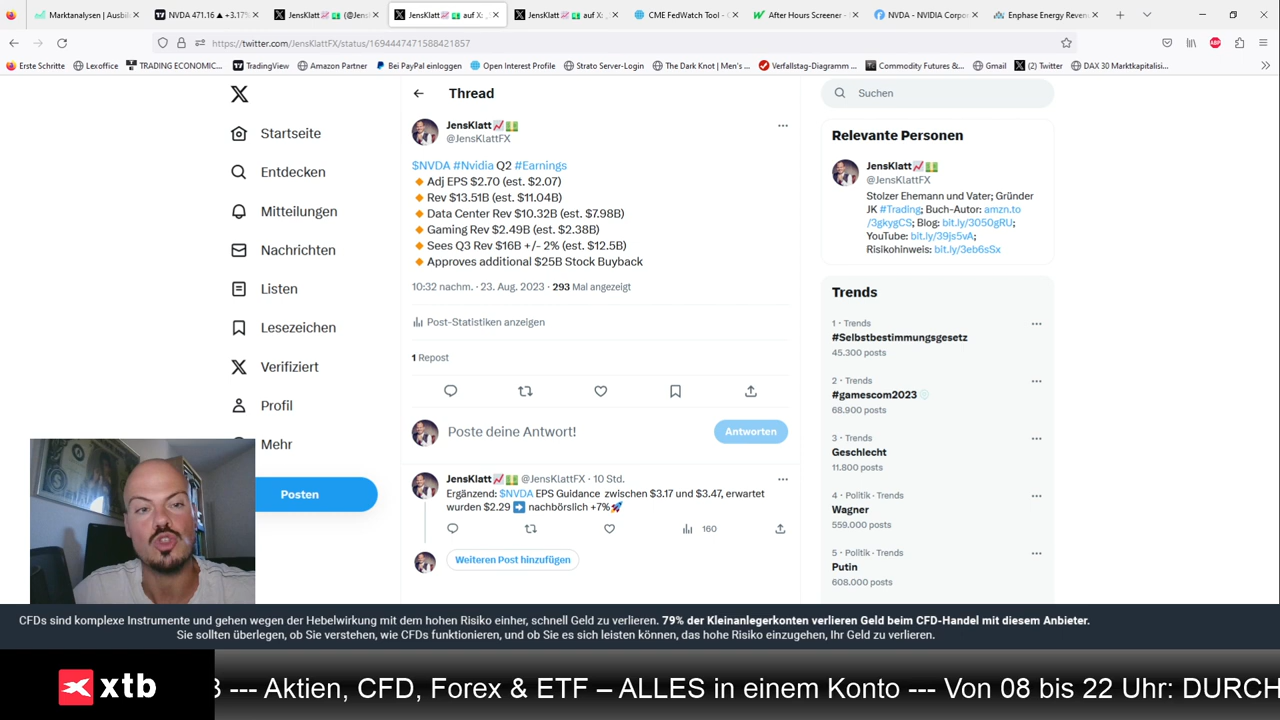 Marktanalysen | Ausbil
NVDA 471.16 ▲ +3.17%
JensKlatt📈💵 (@JensKl
JensKlatt📈💵 auf X:
JensKlatt📈💵 auf X:
CME FedWatch Tool -
After Hours Screener -
NVDA - NVIDIA Corpo
Enphase Energy Reven
https://twitter.com/JensKlattFX/status/1694447471588421857
Erste Schritte
Lexoffice
TRADING ECONOMIC...
TradingView
Amazon Partner
Bei PayPal einloggen
Open Interest Profile
Strato Server-Login
The Dark Knot | Men's ...
Verfallstag-Diagramm ...
Commodity Futures &...
Gmail
(2) Twitter
DAX 30 Marktkapitalisi...
Startseite
Entdecken
Mitteilungen
Nachrichten
Listen
Lesezeichen
Verifiziert
Profil
Mehr
Posten
Thread
JensKlatt📈💵
@JensKlattFX
$NVDA #Nvidia Q2 #Earnings
🔸Adj EPS $2.70 (est. $2.07)
🔸Rev $13.51B (est. $11.04B)
🔸Data Center Rev $10.32B (est. $7.98B)
🔸Gaming Rev $2.49B (est. $2.38B)
🔸Sees Q3 Rev $16B +/- 2% (est. $12.5B)
🔸Approves additional $25B Stock Buyback
10:32 nachm. · 23. Aug. 2023 · 293 Mal angezeigt
Post-Statistiken anzeigen
1 Repost
Poste deine Antwort!
Antworten
JensKlatt📈💵 @JensKlattFX · 10 Std.
Ergänzend: $NVDA EPS Guidance zwischen $3.17 und $3.47, erwartet
wurden $2.29 ➡️ nachbörslich +7%🚀
160
Weiteren Post hinzufügen
Suchen
Relevante Personen
JensKlatt📈💵
@JensKlattFX
Stolzer Ehemann und Vater; Gründer
JK #Trading; Buch-Autor: amzn.to
/3gkygCS; Blog: bit.ly/3050gRU;
YouTube: bit.ly/39js5vA;
Risikohinweis: bit.ly/3eb6sSx
Trends
1 · Trends
#Selbstbestimmungsgesetz
45.300 posts
2 · Trends
#gamescom2023
68.900 posts
3 · Trends
Geschlecht
11.800 posts
4 · Politik · Trends
Wagner
559.000 posts
5 · Politik · Trends
Putin
608.000 posts
CFDs sind komplexe Instrumente und gehen wegen der Hebelwirkung mit dem hohen Risiko einher, schnell Geld zu verlieren. 79% der Kleinanlegerkonten verlieren Geld beim CFD-Handel mit diesem Anbieter.
Sie sollten überlegen, ob Sie verstehen, wie CFDs funktionieren, und ob Sie es sich leisten können, das hohe Risiko einzugehen, Ihr Geld zu verlieren.
xtb
3 --- Aktien, CFD, Forex & ETF – ALLES in einem Konto --- Von 08 bis 22 Uhr: DURCH